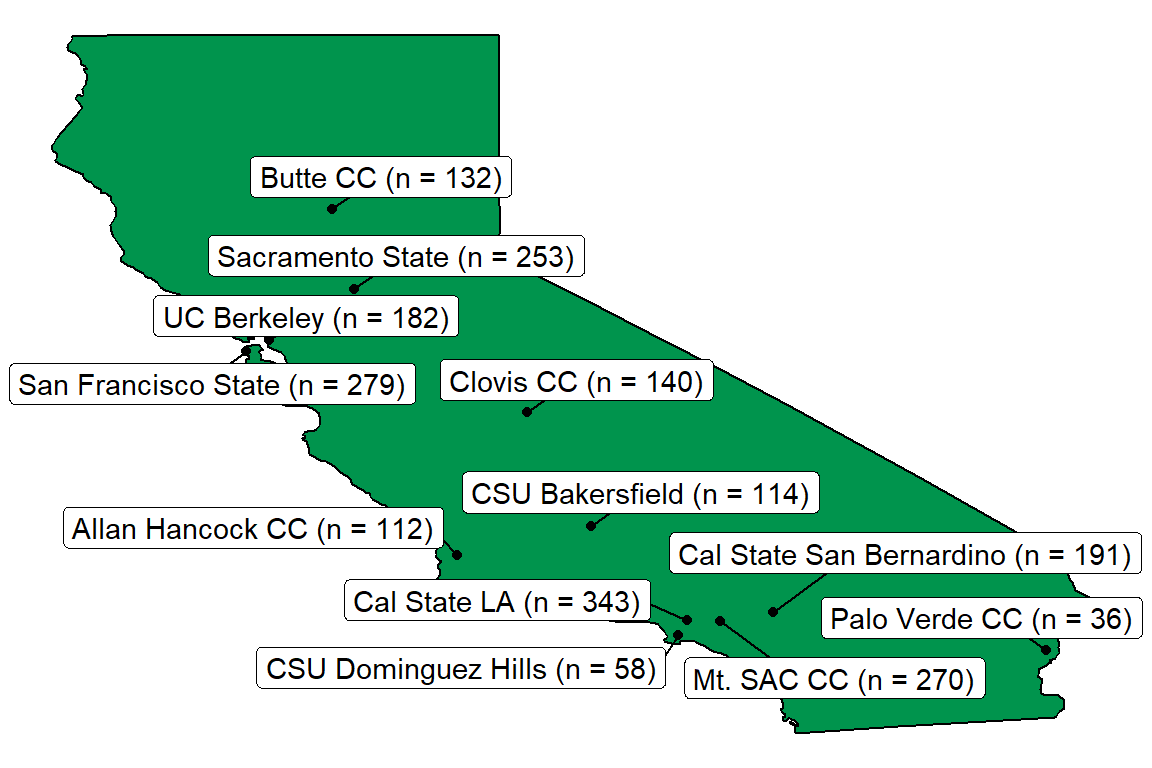 Butte CC (n = 132)
Sacramento State (n = 253)
UC Berkeley (n = 182)
San Francisco State (n = 279)
Clovis CC (n = 140)
CSU Bakersfield (n = 114)
Allan Hancock CC (n = 112)
Cal State San Bernardino (n = 191)
Cal State LA (n = 343)
Palo Verde CC (n = 36)
CSU Dominguez Hills (n = 58)
Mt. SAC CC (n = 270)